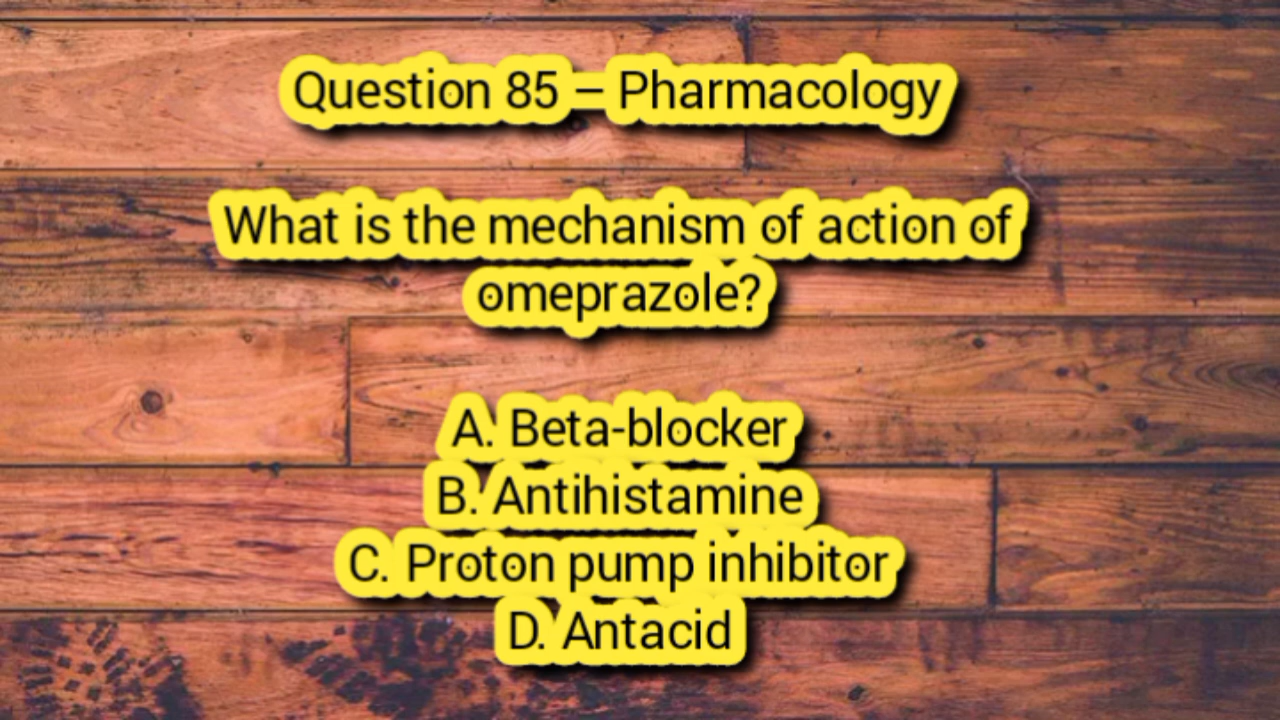 Question 85 – Pharmacology
What is the mechanism of action of
omeprazole?
A. Beta-blocker
B. Antihistamine
C. Proton pump inhibitor
D. Antacid